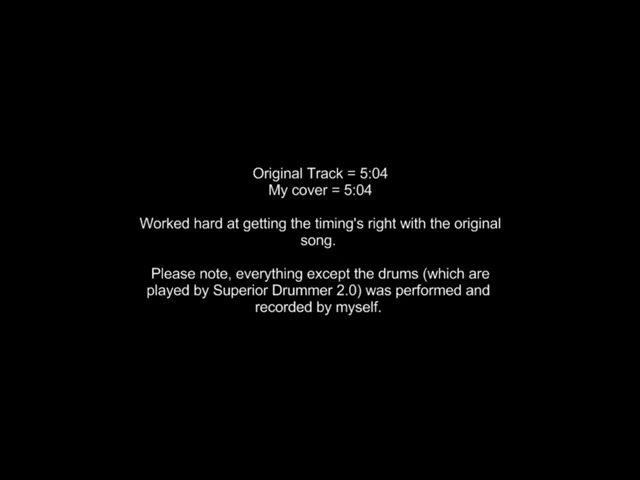 Original Track = 5:04
My cover = 5:04
Worked hard at getting the timing's right with the original
song.
Please note, everything except the drums (which are
played by Superior Drummer 2.0) was performed and
recorded by myself.